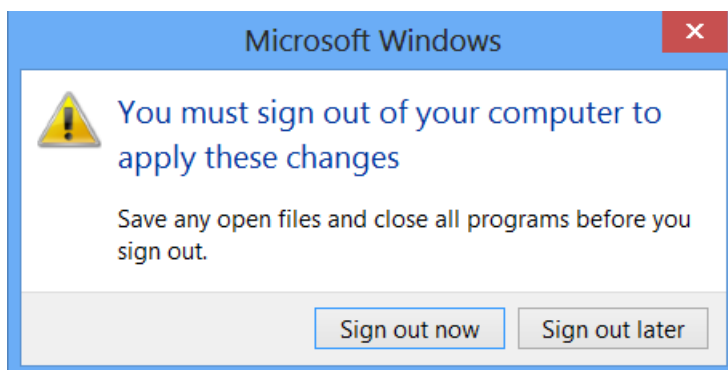 Microsoft Windows
You must sign out of your computer to
apply these changes
Save any open files and close all programs before you
sign out.
Sign out now
Sign out later